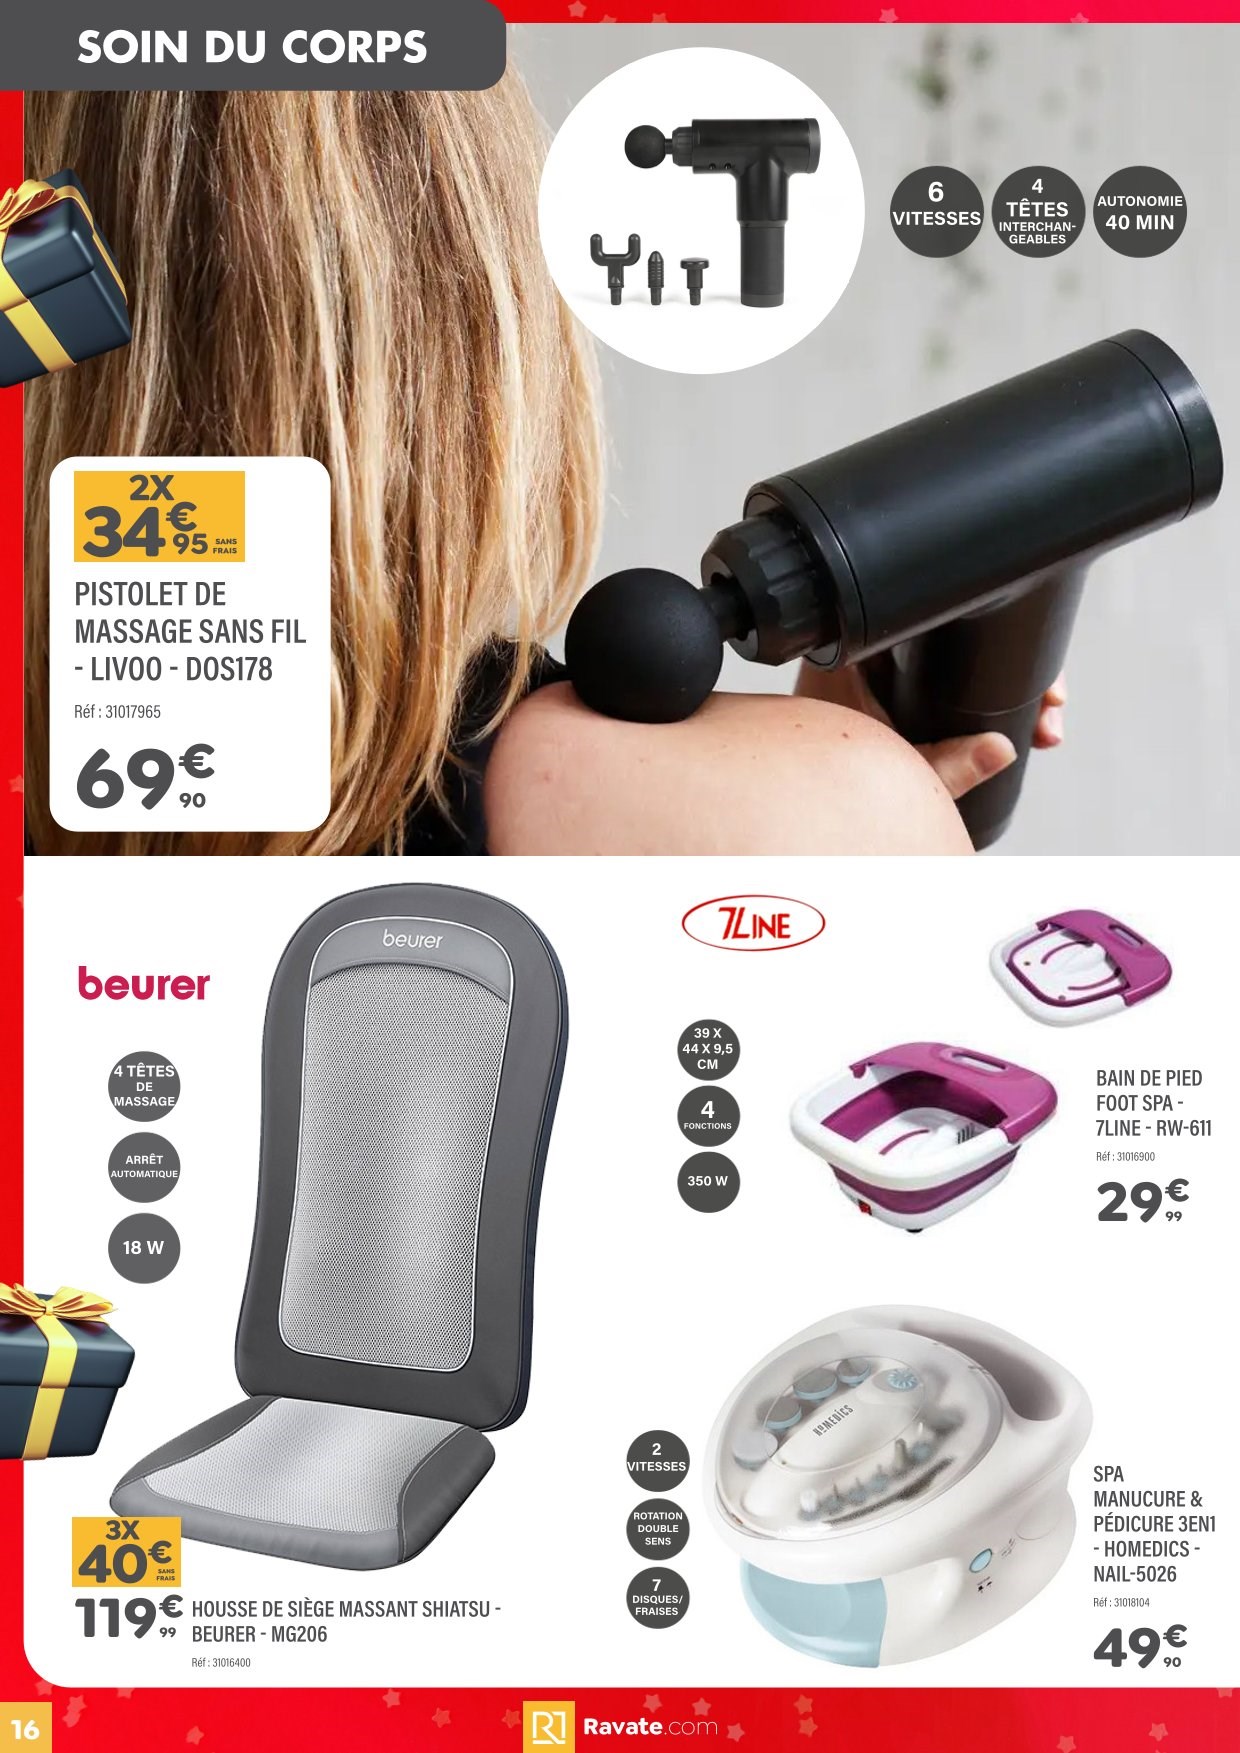 SOIN DU CORPS
6
VITESSES
4
TÊTES
INTERCHAN-
GEABLES
AUTONOMIE
40 MIN
2X
34€95 SANS
FRAIS
PISTOLET DE
MASSAGE SANS FIL
- LIVOO - DOS178
Réf : 31017965
69€90
beurer
beurer
4 TÊTES
DE
MASSAGE
ARRÊT
AUTOMATIQUE
18 W
3X
40€ SANS
FRAIS
119€99
HOUSSE DE SIÈGE MASSANT SHIATSU -
BEURER - MG206
Réf : 31016400
7LINE
39 X
44 X 9,5
CM
4
FONCTIONS
350 W
BAIN DE PIED
FOOT SPA -
7LINE - RW-611
Réf : 31016900
29€99
HOMEDICS
2
VITESSES
ROTATION
DOUBLE
SENS
7
DISQUES/
FRAISES
SPA
MANUCURE &
PÉDICURE 3EN1
- HOMEDICS -
NAIL-5026
Réf : 31018104
49€90
16
Ravate.com